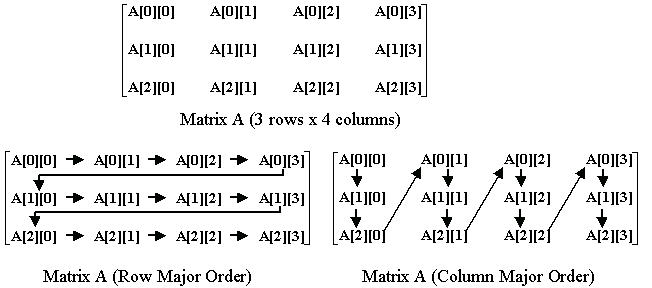 A[0][0] A[0][1] A[0][2] A[0][3]
A[1][0] A[1][1] A[1][2] A[1][3]
A[2][0] A[2][1] A[2][2] A[2][3]
Matrix A (3 rows x 4 columns)
A[0][0] A[0][1] A[0][2] A[0][3]
A[1][0] A[1][1] A[1][2] A[1][3]
A[2][0] A[2][1] A[2][2] A[2][3]
Matrix A (Row Major Order)
A[0][0] A[0][1] A[0][2] A[0][3]
A[1][0] A[1][1] A[1][2] A[1][3]
A[2][0] A[2][1] A[2][2] A[2][3]
Matrix A (Column Major Order)